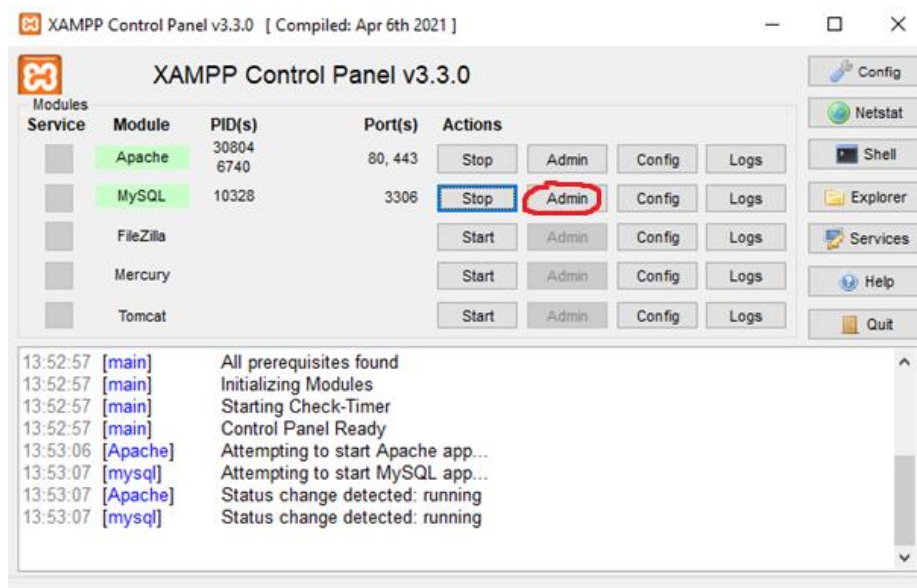 XAMPP Control Panel v3.3.0 [ Compiled: Apr 6th 2021 ]
XAMPP Control Panel v3.3.0
Config
Modules
Service Module PID(s) Port(s) Actions
Netstat
Apache 30804 6740 80, 443 Stop Admin Config Logs
Shell
MySQL 10328 3306 Stop Admin Config Logs
Explorer
FileZilla Start Admin Config Logs
Services
Mercury Start Admin Config Logs
Help
Tomcat Start Admin Config Logs
Quit
13:52:57 [main] All prerequisites found
13:52:57 [main] Initializing Modules
13:52:57 [main] Starting Check-Timer
13:52:57 [main] Control Panel Ready
13:53:06 [Apache] Attempting to start Apache app...
13:53:07 [mysql] Attempting to start MySQL app...
13:53:07 [Apache] Status change detected: running
13:53:07 [mysql] Status change detected: running